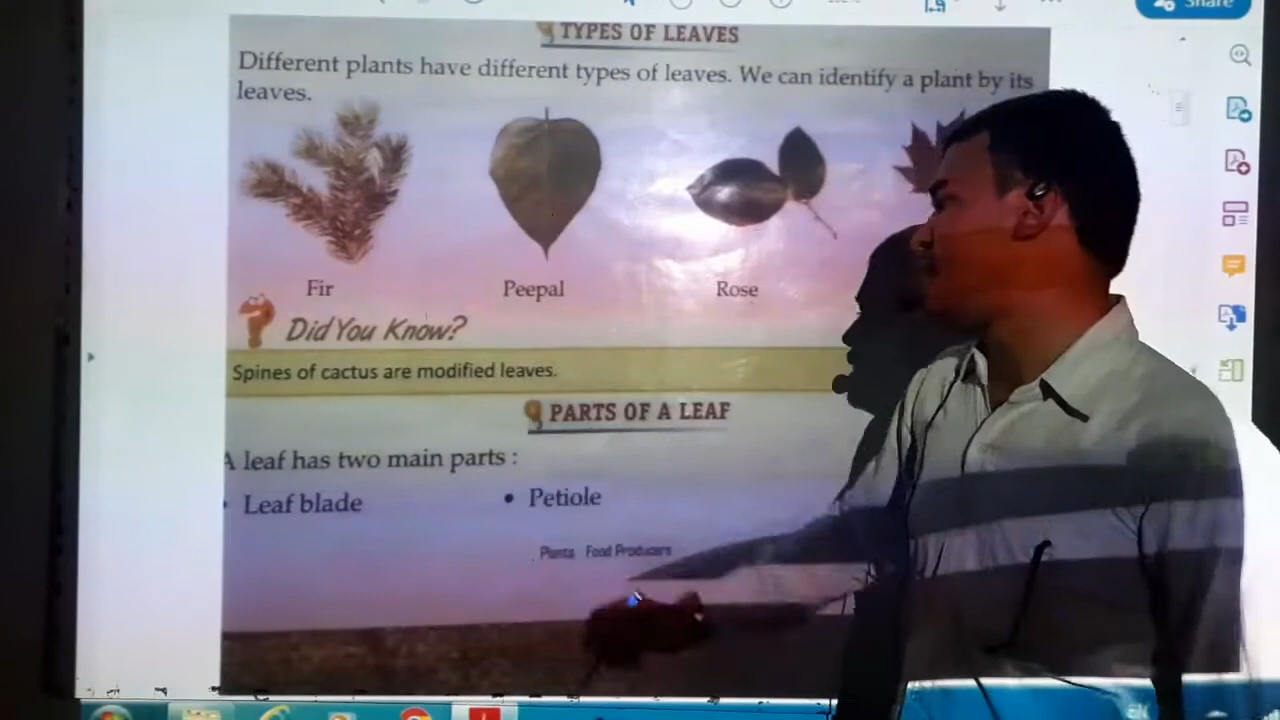 Share
TYPES OF LEAVES
Different plants have different types of leaves. We can identify a plant by its
leaves.
Fir
Peepal
Rose
Did You Know?
Spines of cactus are modified leaves.
PARTS OF A LEAF
A leaf has two main parts :
Leaf blade
• Petiole
Plants Food Producers